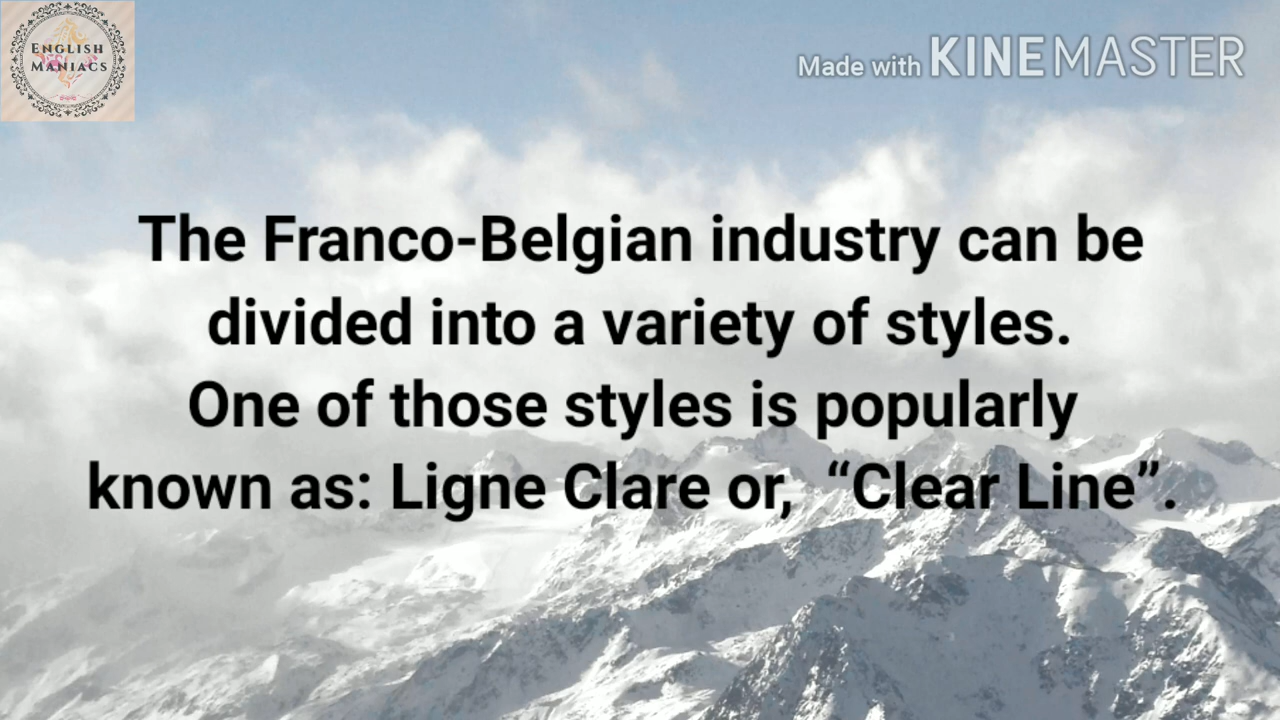 ENGLISH
MANIACS
Made with KINEMASTER
The Franco-Belgian industry can be
divided into a variety of styles.
One of those styles is popularly
known as: Ligne Clare or, “Clear Line”.